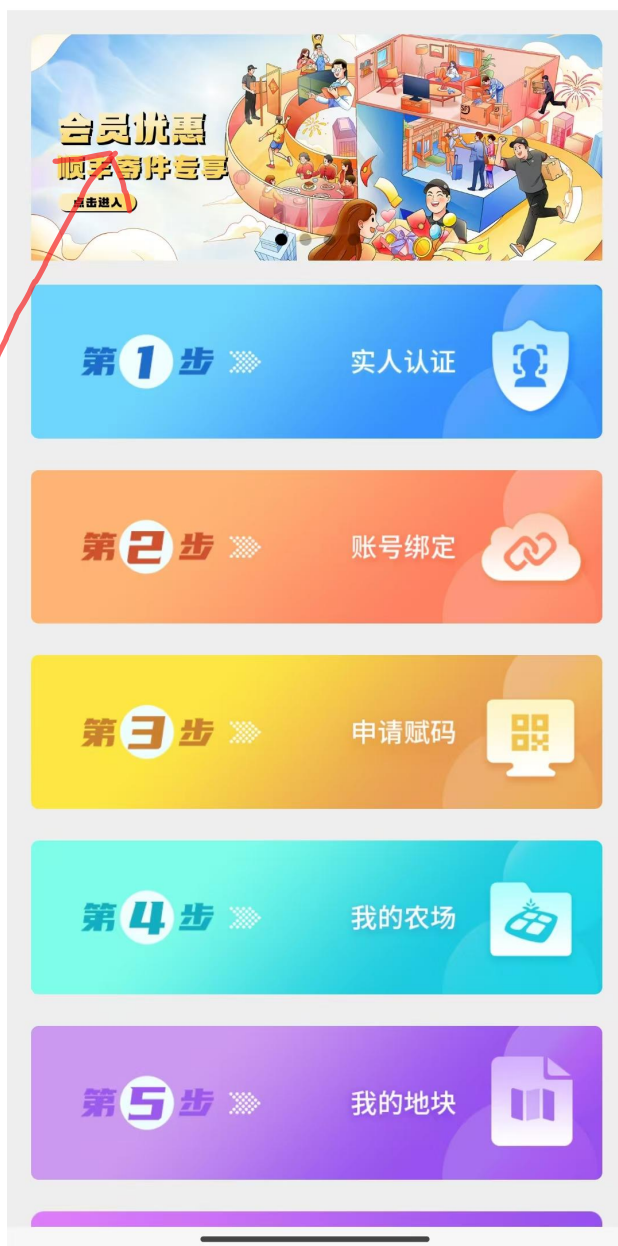 会员优惠
顺丰寄件专享
点击进入
第1步 实人认证
第2步 账号绑定
第3步 申请赋码
第4步 我的农场
第5步 我的地块